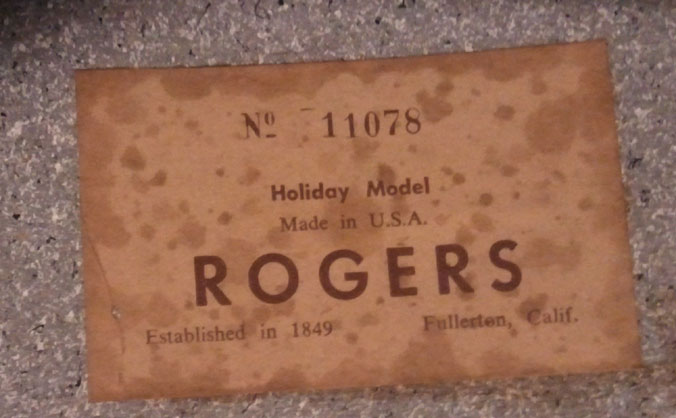 Nº 11078
Holiday Model
Made in U.S.A.
ROGERS
Established in 1849 Fullerton, Calif.